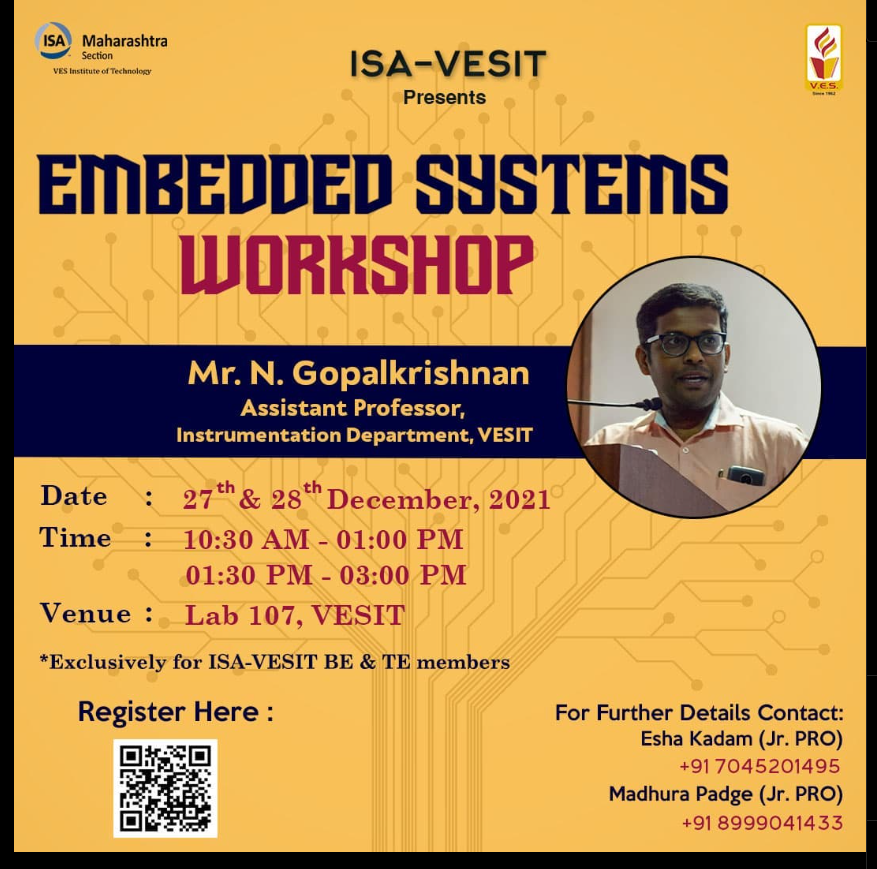 ISA Maharashtra
Section
VES Institute of Technology
V.E.S.
Since 1962
ISA-VESIT
Presents
EMBEDDED SYSTEMS
WORKSHOP
Mr. N. Gopalkrishnan
Assistant Professor,
Instrumentation Department, VESIT
Date : 27th & 28th December, 2021
Time : 10:30 AM - 01:00 PM
01:30 PM - 03:00 PM
Venue : Lab 107, VESIT
*Exclusively for ISA-VESIT BE & TE members
Register Here :
For Further Details Contact:
Esha Kadam (Jr. PRO)
+91 7045201495
Madhura Padge (Jr. PRO)
+91 8999041433